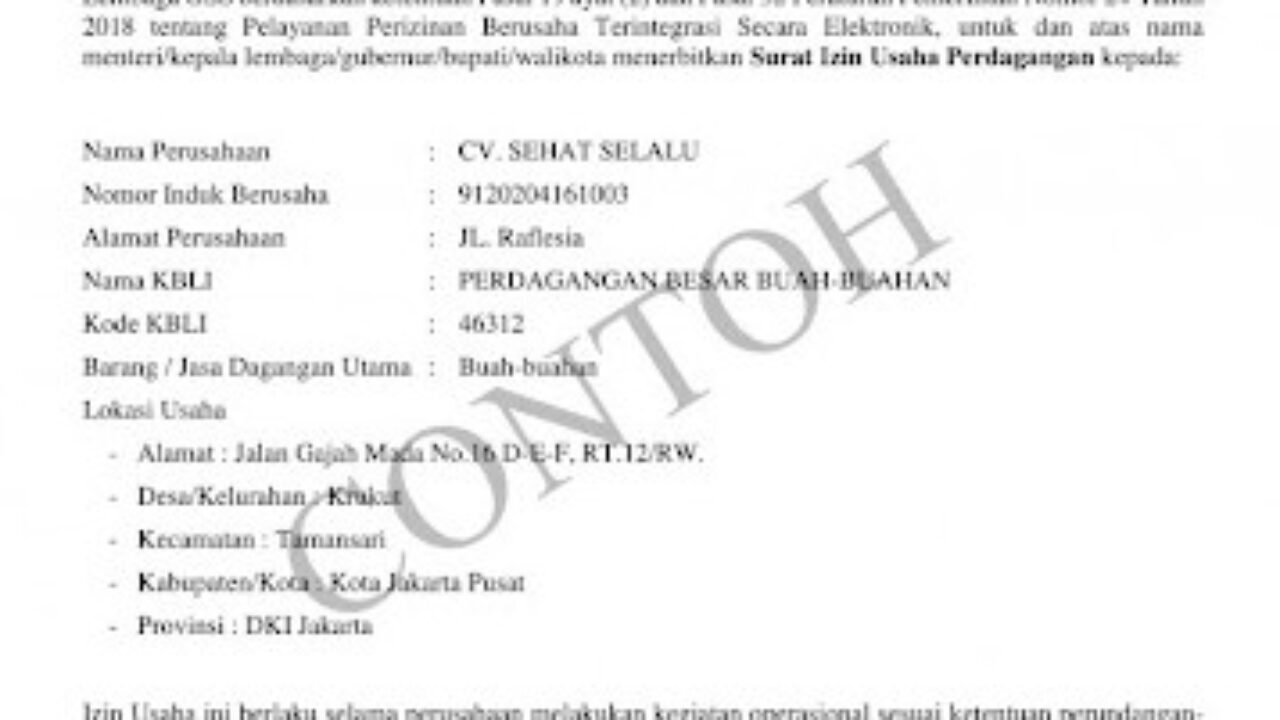 2018 tentang Pelayanan Perizinan Berusaha Terintegrasi Secara Elektronik, untuk dan atas nama
menteri/kepala lembaga/gubernur/bupati/walikota menerbitkan Surat Izin Usaha Perdagangan kepada:
Nama Perusahaan : CV. SEHAT SELALU
Nomor Induk Berusaha : 9120204161003
Alamat Perusahaan : JL. Raflesia
Nama KBLI : PERDAGANGAN BESAR BUAH-BUAHAN
Kode KBLI : 46312
Barang / Jasa Dagangan Utama : Buah-buahan
Lokasi Usaha
- Alamat : Jalan Gajah Mada No.16 D-E-F, RT.12/RW.
- Desa/Kelurahan : Krukut
- Kecamatan : Tamansari
- Kabupaten/Kota : Kota Jakarta Pusat
- Provinsi : DKI Jakarta
Izin Usaha ini berlaku selama perusahaan melakukan kegiatan operasional sesuai ketentuan perundangan-
CONTOH